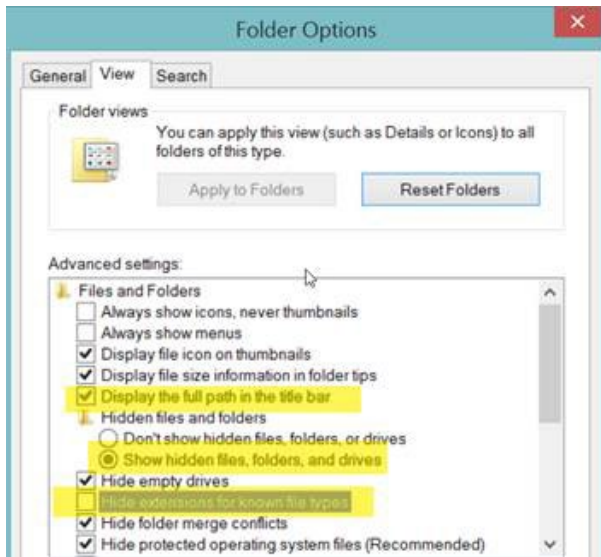 Folder Options
General View Search
Folder views
You can apply this view (such as Details or Icons) to all
folders of this type.
Apply to Folders Reset Folders
Advanced settings:
Files and Folders
Always show icons, never thumbnails
Always show menus
Display file icon on thumbnails
Display file size information in folder tips
Display the full path in the title bar
Hidden files and folders
Don't show hidden files, folders, or drives
Show hidden files, folders, and drives
Hide empty drives
Hide extensions for known file types
Hide folder merge conflicts
Hide protected operating system files (Recommended)